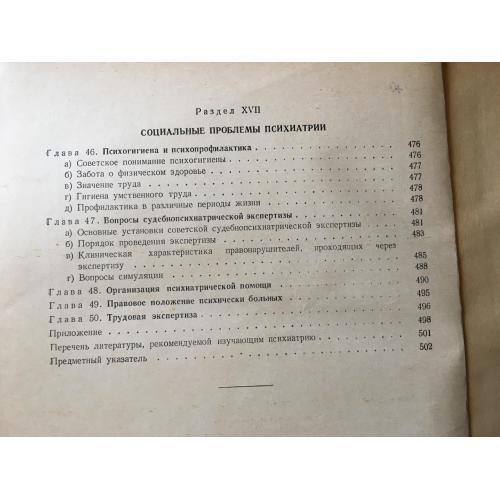 Раздел XVII
СОЦИАЛЬНЫЕ ПРОБЛЕМЫ ПСИХИАТРИИ
Глава 46. Психогигиена и психопрофилактика . . . . . . . . . . . . . 476
а) Советское понимание психогигиены . . . . . . . . . . . . . 476
б) Забота о физическом здоровье . . . . . . . . . . . . . 477
в) Значение труда . . . . . . . . . . . . . 477
г) Гигиена умственного труда . . . . . . . . . . . . . 478
д) Профилактика в различные периоды жизни . . . . . . . . . . . . . 478
Глава 47. Вопросы судебнопсихиатрической экспертизы . . . . . . . . . . 481
а) Основные установки советской судебнопсихиатрической экспертизы . . . . 481
б) Порядок проведения экспертизы . . . . . . . . . . . . . 483
в) Клиническая характеристика правонарушителей, проходящих через
экспертизу . . . . . . . . . . . . . 485
г) Вопросы симуляции . . . . . . . . . . . . . 488
Глава 48. Организация психиатрической помощи . . . . . . . . . . 490
Глава 49. Правовое положение психически больных . . . . . . . . . . 495
Глава 50. Трудовая экспертиза . . . . . . . . . . . . . 496
Приложение . . . . . . . . . . . . . 498
Перечень литературы, рекомендуемой изучающим психиатрию . . . . . . . . . . 501
Предметный указатель . . . . . . . . . . . . . 502